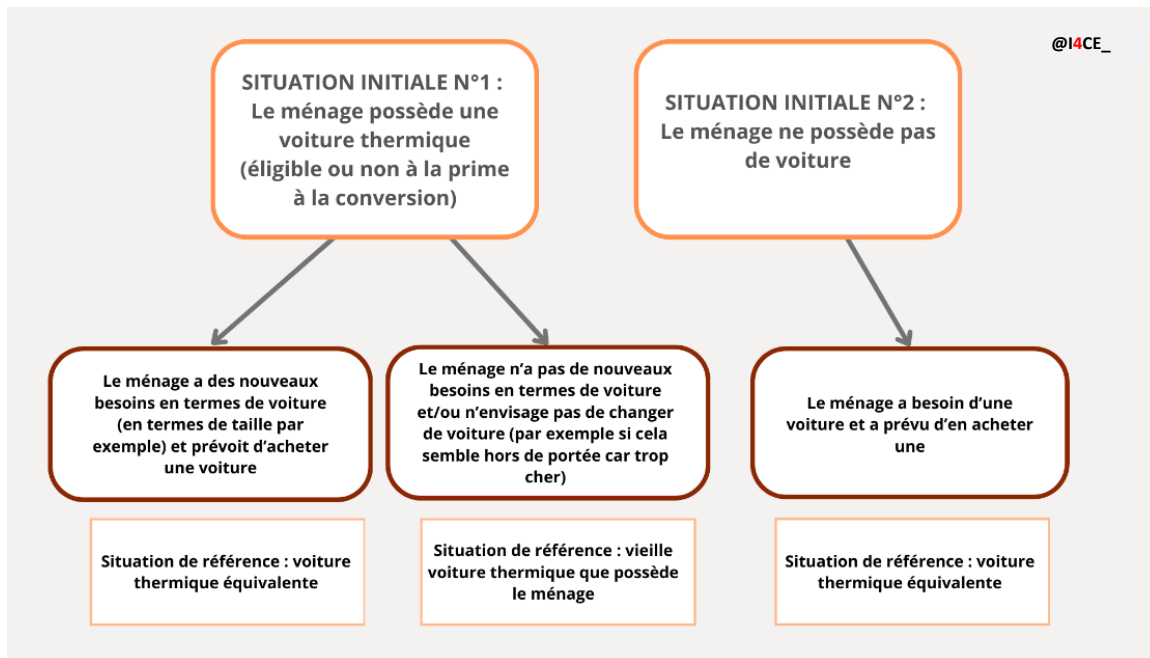 @I4CE_
SITUATION INITIALE N°1 :
Le ménage possède une
voiture thermique
(éligible ou non à la prime
à la conversion)
SITUATION INITIALE N°2 :
Le ménage ne possède pas
de voiture
Le ménage a des nouveaux
besoins en termes de voiture
(en termes de taille par
exemple) et prévoit d’acheter
une voiture
Le ménage n’a pas de nouveaux
besoins en termes de voiture
et/ou n’envisage pas de changer
de voiture (par exemple si cela
semble hors de portée car trop
cher)
Le ménage a besoin d’une
voiture et a prévu d’en acheter
une
Situation de référence : voiture
thermique équivalente
Situation de référence : vieille
voiture thermique que possède
le ménage
Situation de référence : voiture
thermique équivalente